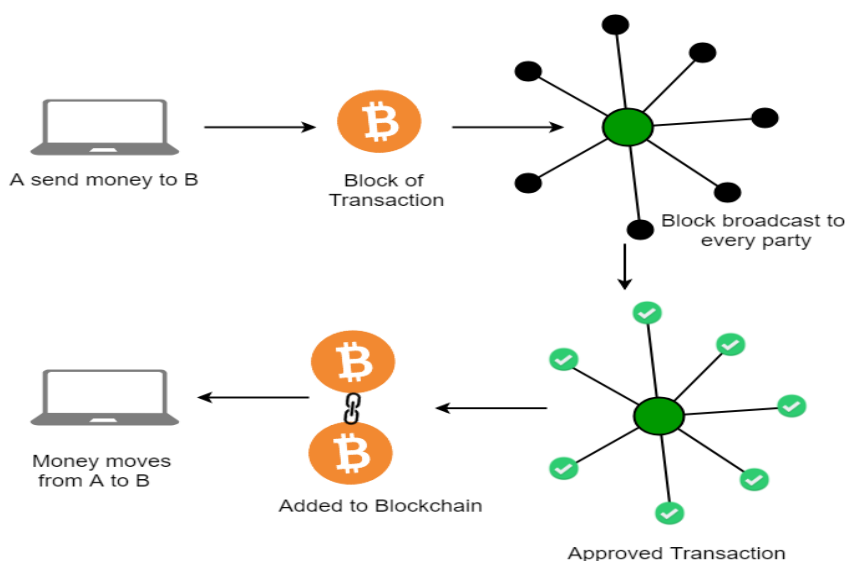 A send money to B
Block of
Transaction
Block broadcast to
every party
Approved Transaction
Added to Blockchain
Money moves
from A to B